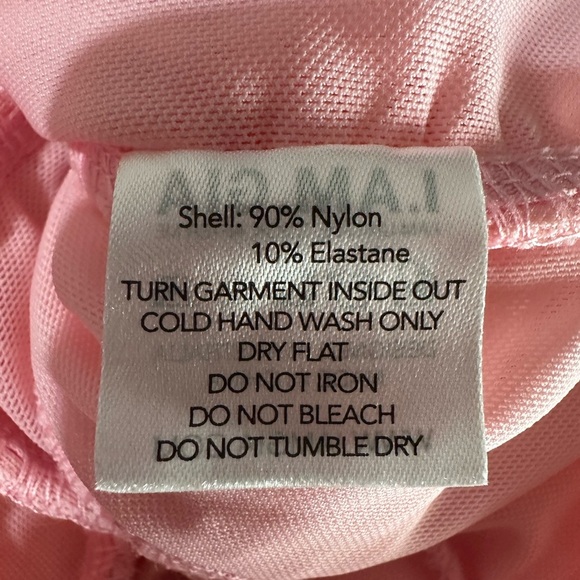 Shell: 90% Nylon
10% Elastane
TURN GARMENT INSIDE OUT
COLD HAND WASH ONLY
DRY FLAT
DO NOT IRON
DO NOT BLEACH
DO NOT TUMBLE DRY